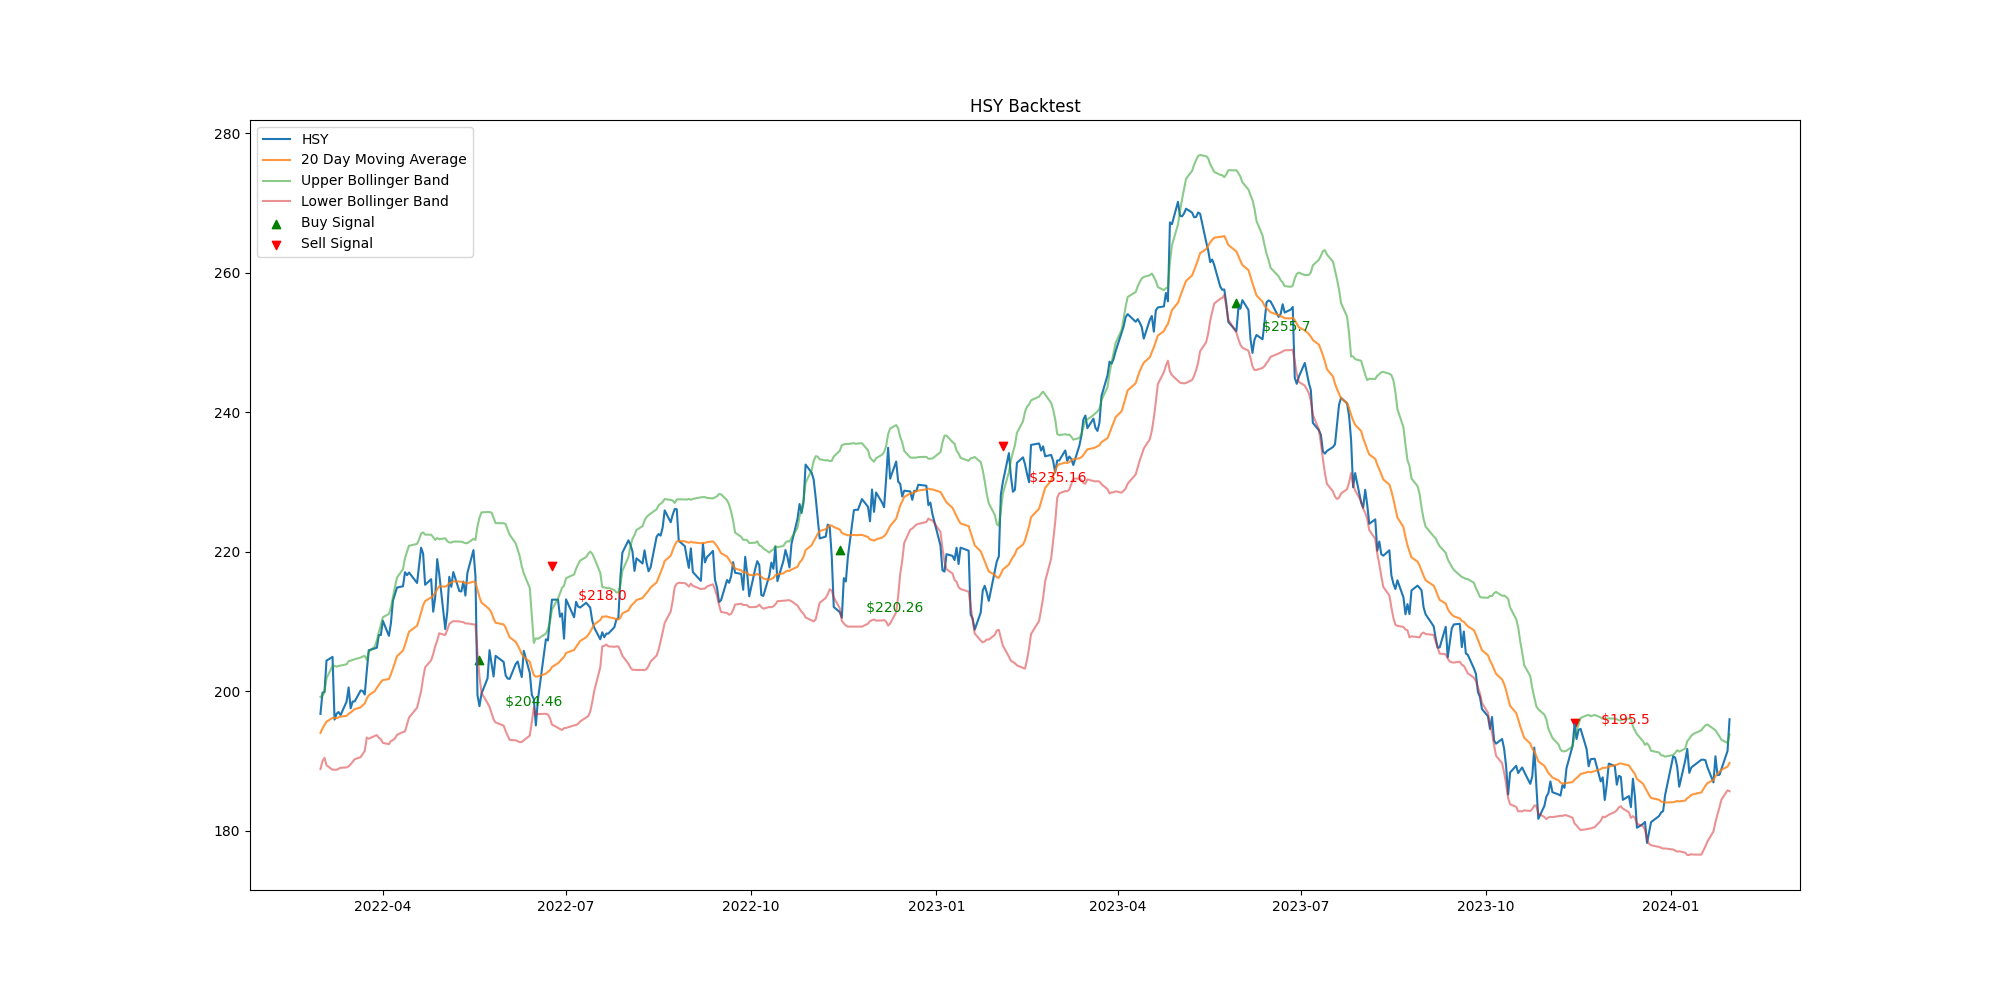 HSY Backtest
HSY
20 Day Moving Average
Upper Bollinger Band
Lower Bollinger Band
Buy Signal
Sell Signal
280
260
240
220
200
180
$204.46
$218.0
$220.26
$235.16
$255.7
$195.5
2022-04
2022-07
2022-10
2023-01
2023-04
2023-07
2023-10
2024-01